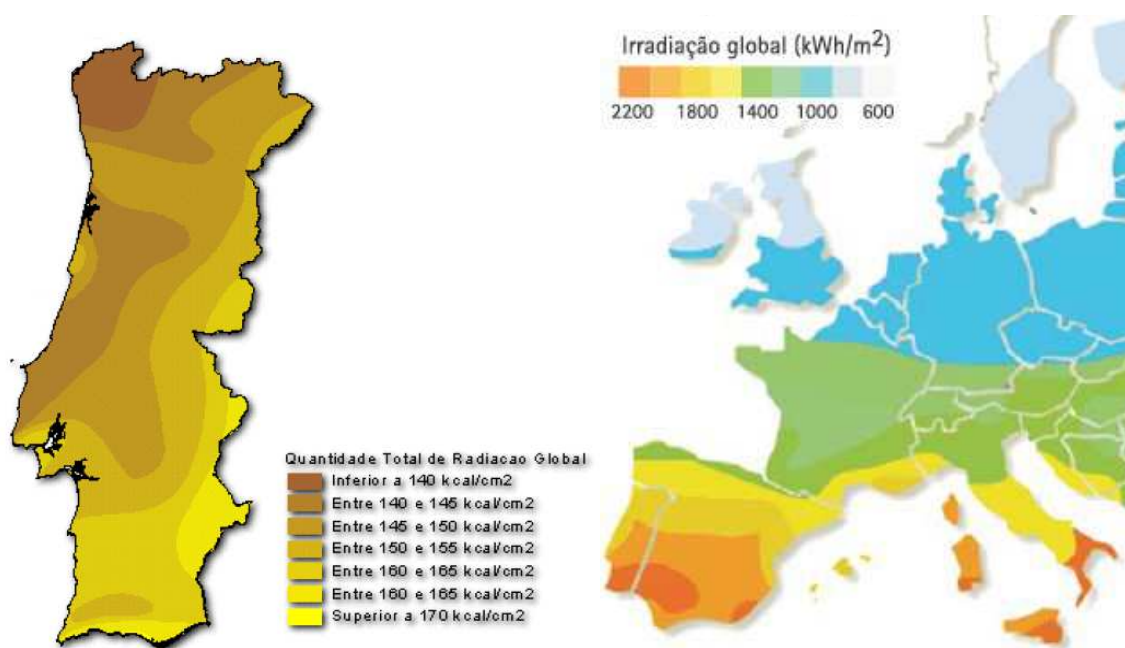 Irradiação global (kWh/m²)
2200 1800 1400 1000 600
Quantidade Total de Radiacao Global
Inferior a 140 kcal/cm2
Entre 140 e 145 kcal/cm2
Entre 145 e 150 kcal/cm2
Entre 150 e 155 kcal/cm2
Entre 160 e 165 kcal/cm2
Entre 160 e 165 kcal/cm2
Superior a 170 kcal/cm2